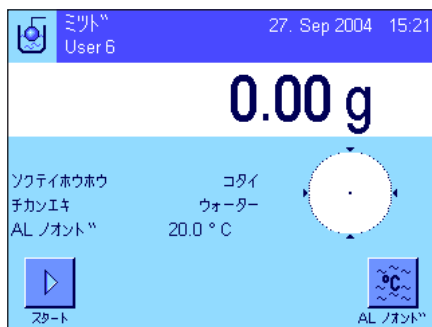 ミツド 27. Sep 2004 15:21
User 6
0.00 g
ソクテイホウホウ コタイ
チカンエキ ウォーター
AL ノオンド 20.0 °C
°C
スタート AL ノオンド